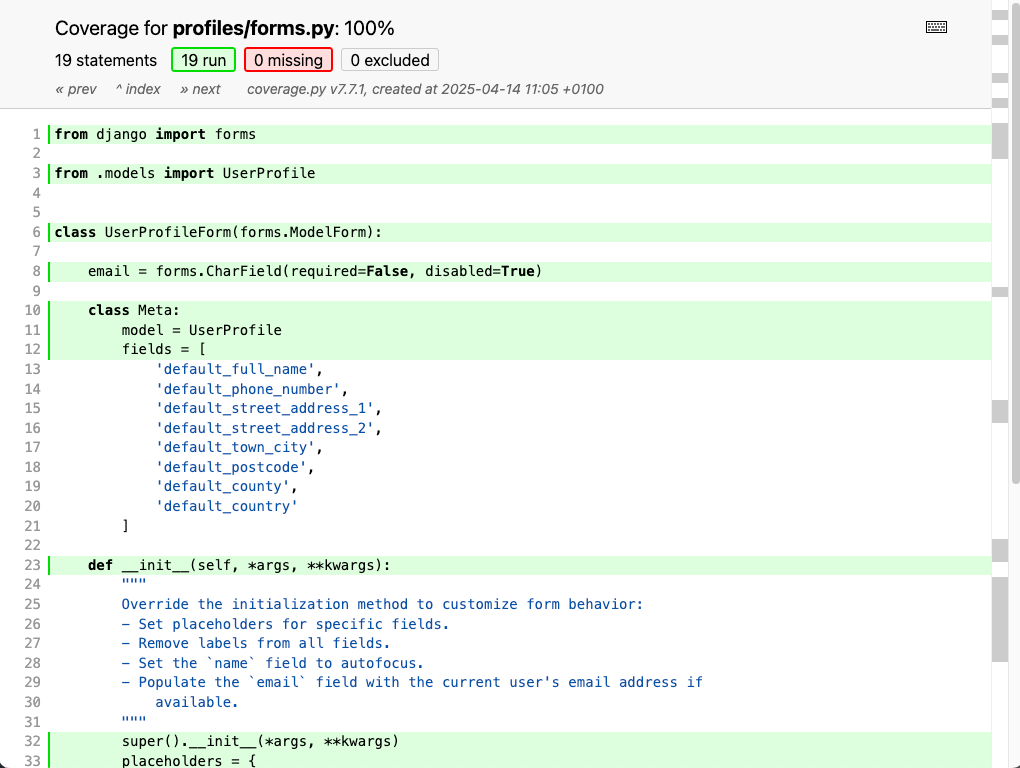 Coverage for profiles/forms.py: 100%
19 statements 19 run 0 missing 0 excluded
« prev ^ index » next coverage.py v7.7.1, created at 2025-04-14 11:05 +0100
1 from django import forms
2
3 from .models import UserProfile
4
5
6 class UserProfileForm(forms.ModelForm):
7
8     email = forms.CharField(required=False, disabled=True)
9
10     class Meta:
11         model = UserProfile
12         fields = [
13             'default_full_name',
14             'default_phone_number',
15             'default_street_address_1',
16             'default_street_address_2',
17             'default_town_city',
18             'default_postcode',
19             'default_county',
20             'default_country'
21         ]
22
23     def __init__(self, *args, **kwargs):
24         """
25         Override the initialization method to customize form behavior:
26         - Set placeholders for specific fields.
27         - Remove labels from all fields.
28         - Set the `name` field to autofocus.
29         - Populate the `email` field with the current user's email address if
30             available.
31         """
32         super().__init__(*args, **kwargs)
33         placeholders = {